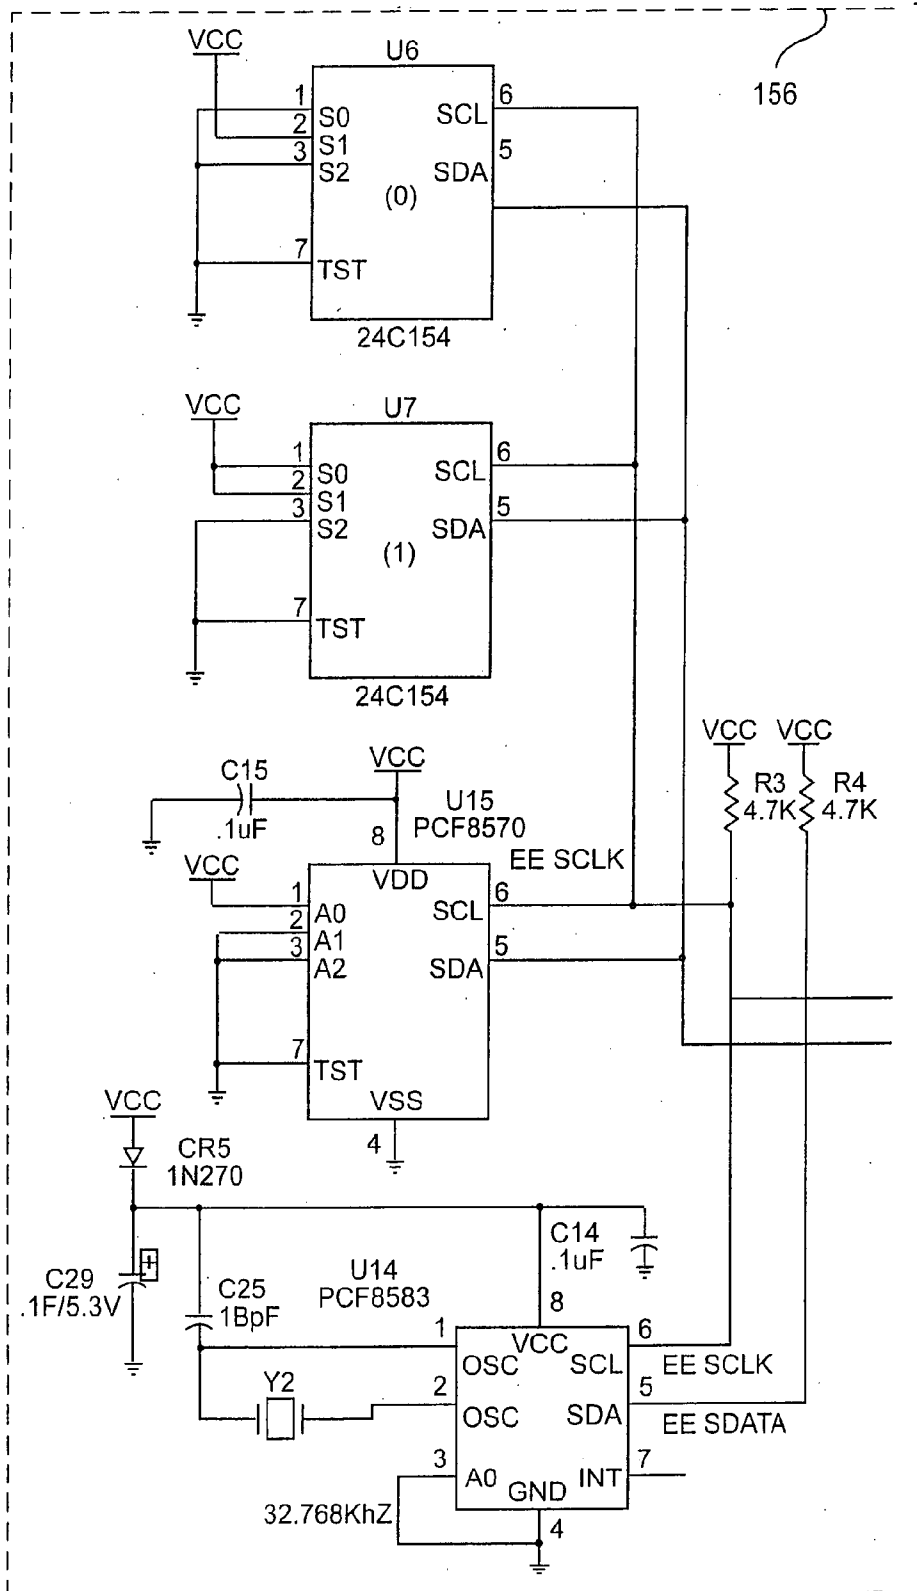 156
VCC
U6
1
2
3
7
S0
S1
S2
TST
SCL
SDA
(0)
6
5
24C154
VCC
U7
1
2
3
7
S0
S1
S2
TST
SCL
SDA
(1)
6
5
24C154
VCC VCC
R3
4.7K
R4
4.7K
C15
.1uF
VCC
U15
PCF8570
8
VDD
EE SCLK
VCC
1
2
3
7
A0
A1
A2
TST
SCL
SDA
6
5
VSS
4
VCC
CR5
1N270
C29
.1F/5.3V
C25
1BpF
U14
PCF8583
C14
.1uF
8
VCC
1
OSC
2
OSC
3
A0
SCL
6
EE SCLK
SDA
5
EE SDATA
INT
7
GND
4
Y2
32.768KhZ